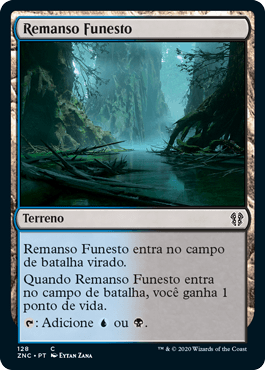 Remanso Funesto
Terreno
Remanso Funesto entra no campo
de batalha virado.
Quando Remanso Funesto entra
no campo de batalha, você ganha 1
ponto de vida.
: Adicione ou .
128 C
ZNC • PT Eytan Zana
™ & © 2020 Wizards of the Coast